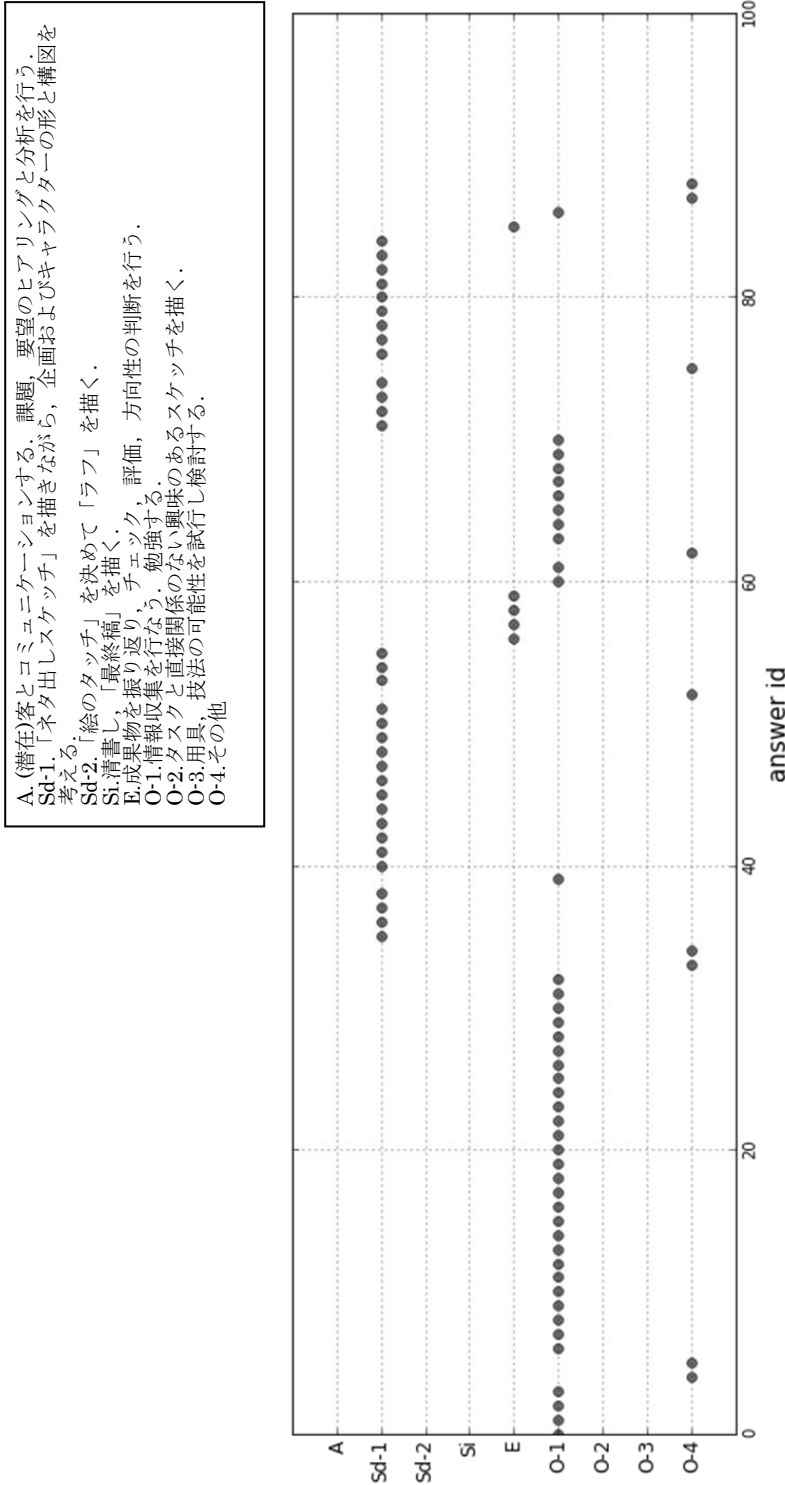 A.(潜在)客とコミュニケーションする. 課題, 要望のヒアリングと分析を行う.
Sd-1.「ネタ出しスケッチ」を描きながら, 企画およびキャラクターの形と構図を
考える.
Sd-2.「絵のタッチ」を決めて「ラフ」を描く.
Si.清書し,「最終稿」を描く.
E.成果物を振り返り, チェック, 評価, 方向性の判断を行う.
O-1.情報収集を行なう. 勉強する.
O-2.タスクと直接関係のない興味のあるスケッチを描く.
O-3.用具, 技法の可能性を試行し検討する.
O-4.その他
A
Sd-1
Sd-2
Si
E
O-1
O-2
O-3
O-4
0
20
40
60
80
100
answer id